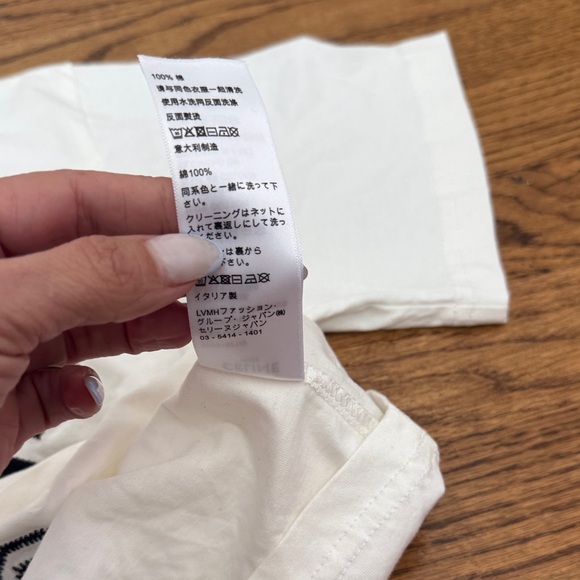 100% 棉
请与同色衣服一起清洗
使用水洗网反面洗涤
反面熨烫
意大利制造
綿100%
同系色と一緒に洗って下
さい。
クリーニングはネットに
入れて裏返しにして洗っ
は裏から
さい。
イタリア製
LVMHファッション・
グループ・ジャパン㈱
セリーヌジャパン
03 - 5414 - 1401